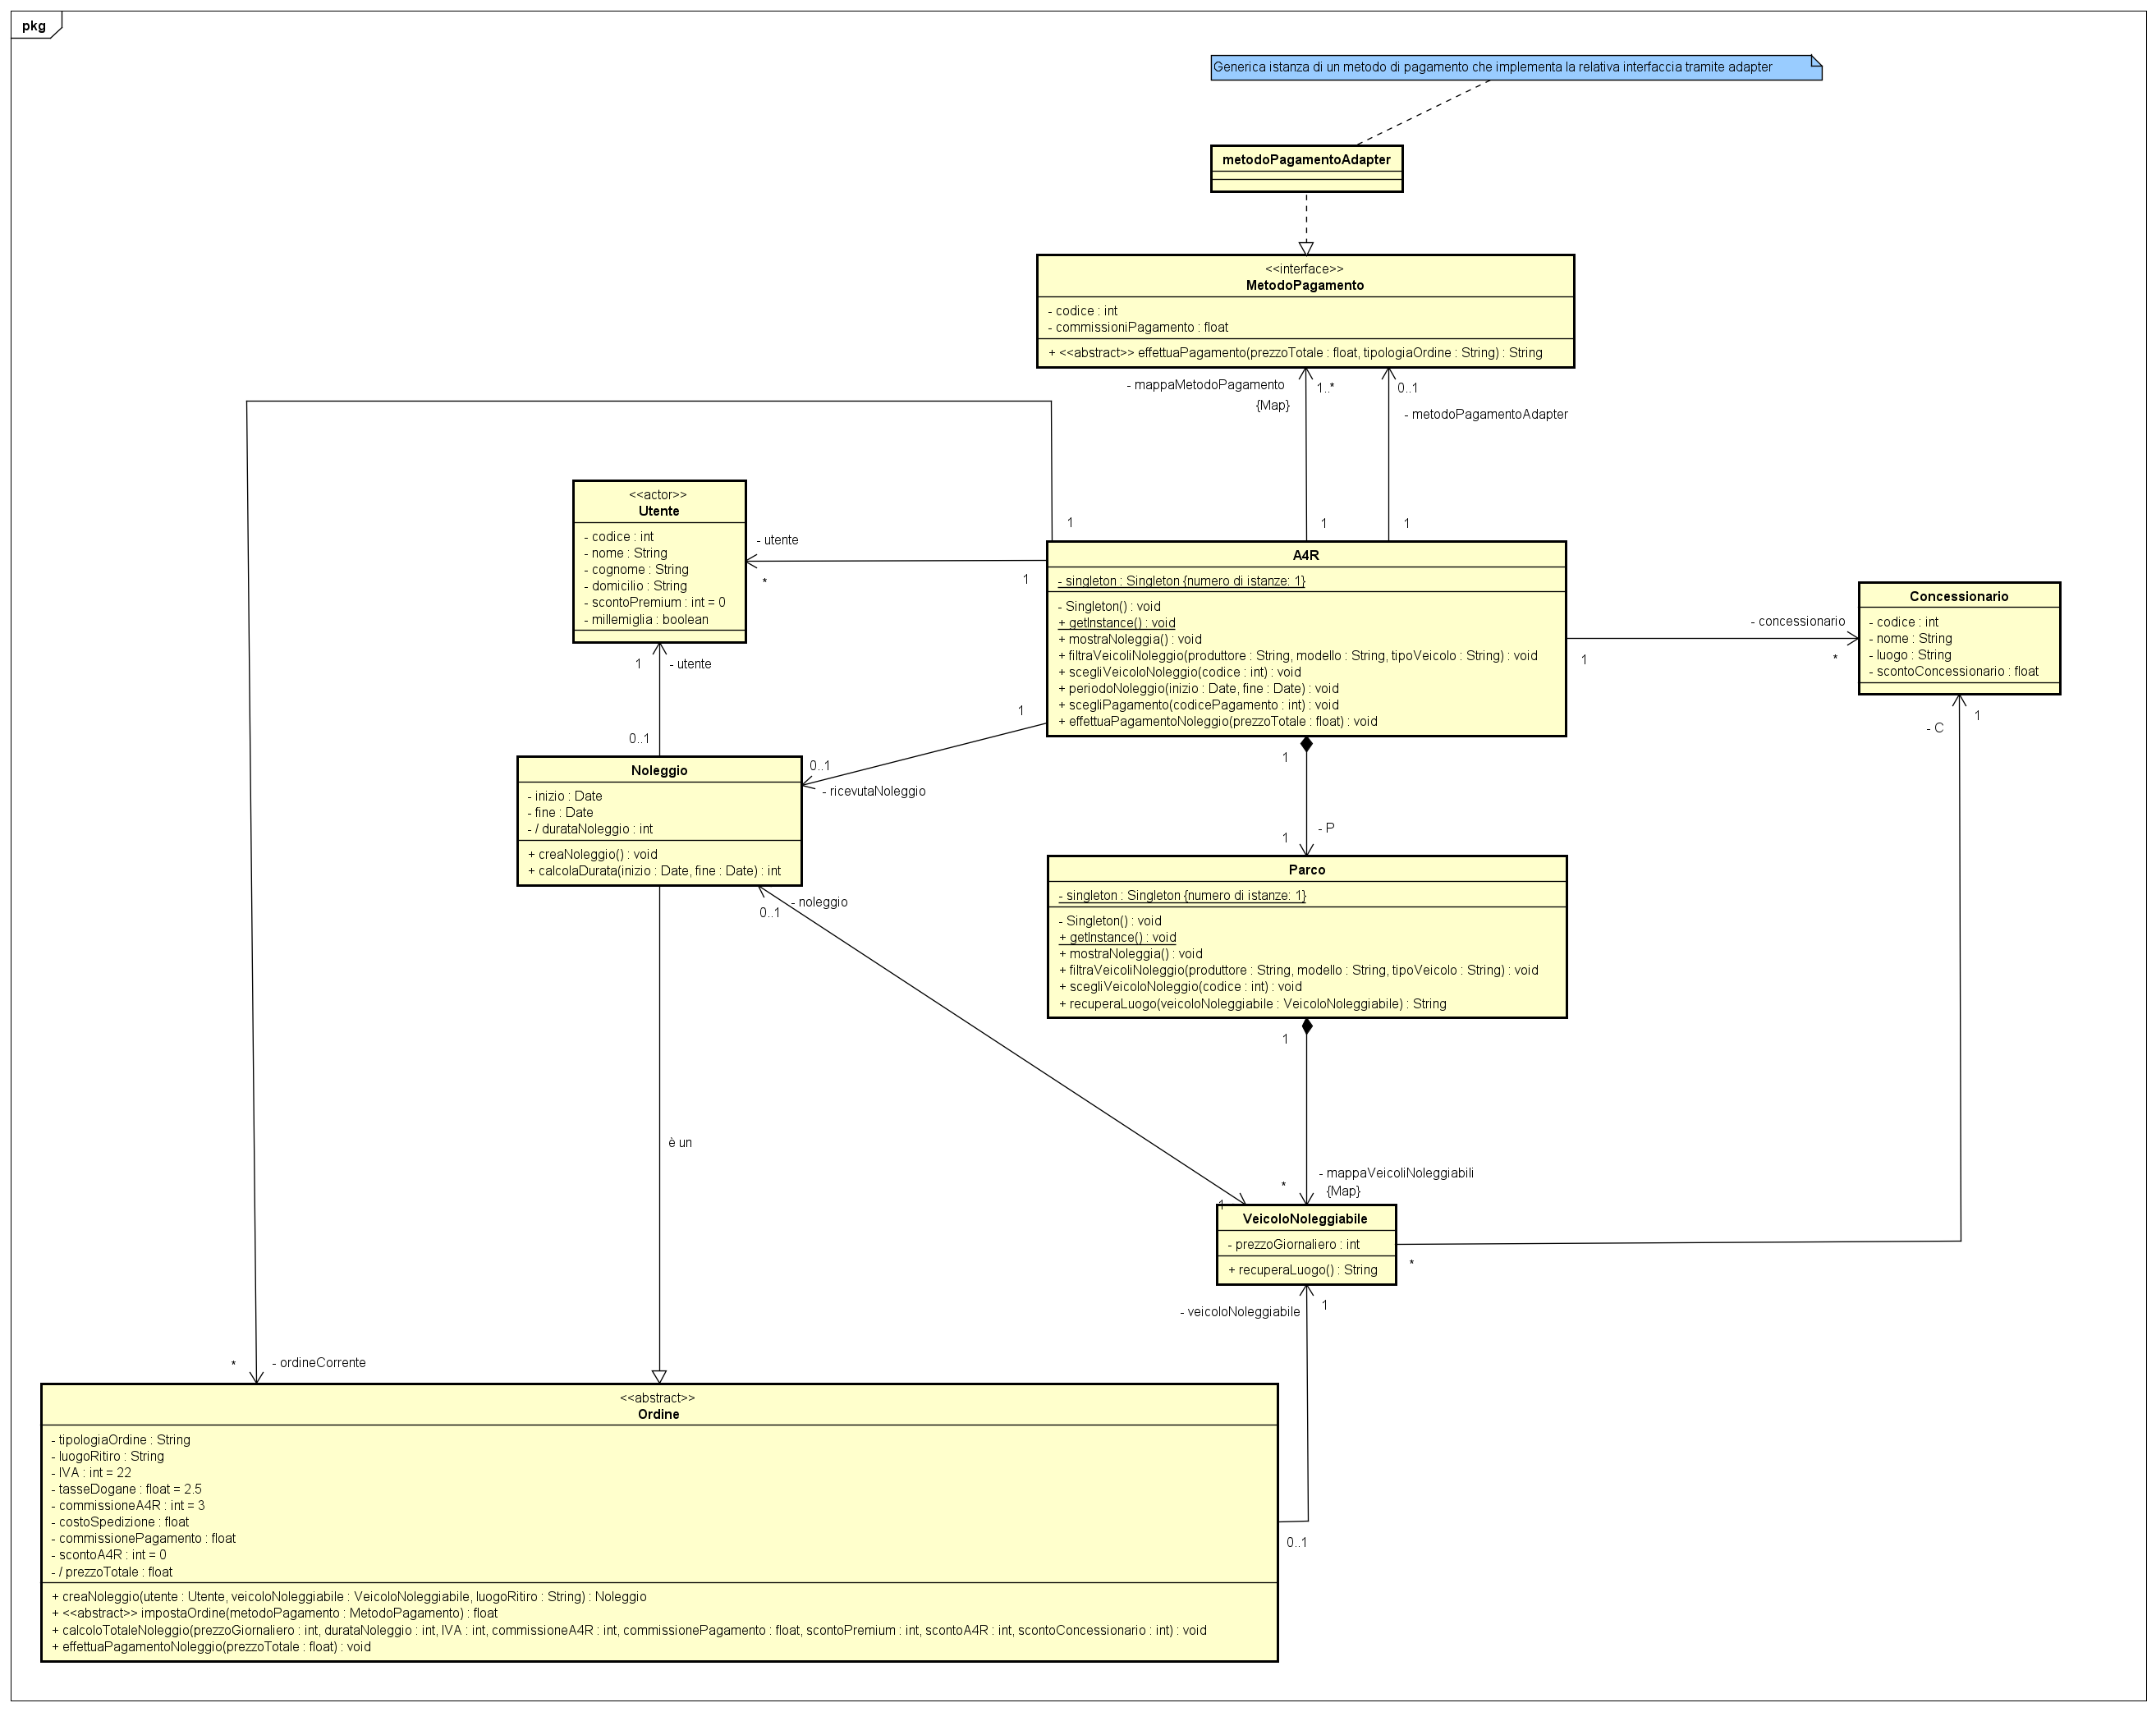 pkg
Generica istanza di un metodo di pagamento che implementa la relativa interfaccia tramite adapter
metodoPagamentoAdapter
<<interface>>
MetodoPagamento
- codice : int
- commissioniPagamento : float
+ <<abstract>> effettuaPagamento(prezzoTotale : float, tipologiaOrdine : String) : String
- mappaMetodoPagamento
{Map}
1..*
0..1
- metodoPagamentoAdapter
1
1
1
<<actor>>
Utente
- codice : int
- nome : String
- cognome : String
- domicilio : String
- scontoPremium : int = 0
- millemiglia : boolean
- utente
*
1
A4R
- singleton : Singleton {numero di istanze: 1}
- Singleton() : void
+ getInstance() : void
+ mostraNoleggia() : void
+ filtraVeicoliNoleggio(produttore : String, modello : String, tipoVeicolo : String) : void
+ scegliVeicoloNoleggio(codice : int) : void
+ periodoNoleggio(inizio : Date, fine : Date) : void
+ scegliPagamento(codicePagamento : int) : void
+ effettuaPagamentoNoleggio(prezzoTotale : float) : void
- concessionario
1
*
Concessionario
- codice : int
- nome : String
- luogo : String
- scontoConcessionario : float
1
- C
1
- utente
0..1
1
0..1
- ricevutaNoleggio
Noleggio
- inizio : Date
- fine : Date
- / durataNoleggio : int
+ creaNoleggio() : void
+ calcolaDurata(inizio : Date, fine : Date) : int
1
1
- P
0..1
- noleggio
Parco
- singleton : Singleton {numero di istanze: 1}
- Singleton() : void
+ getInstance() : void
+ mostraNoleggia() : void
+ filtraVeicoliNoleggio(produttore : String, modello : String, tipoVeicolo : String) : void
+ scegliVeicoloNoleggio(codice : int) : void
+ recuperaLuogo(veicoloNoleggiabile : VeicoloNoleggiabile) : String
1
è un
- mappaVeicoliNoleggiabili
{Map}
*
1
VeicoloNoleggiabile
- prezzoGiornaliero : int
+ recuperaLuogo() : String
*
- veicoloNoleggiabile
1
*
- ordineCorrente
<<abstract>>
Ordine
- tipologiaOrdine : String
- luogoRitiro : String
- IVA : int = 22
- tasseDogane : float = 2.5
- commissioneA4R : int = 3
- costoSpedizione : float
- commissionePagamento : float
- scontoA4R : int = 0
- / prezzoTotale : float
0..1
+ creaNoleggio(utente : Utente, veicoloNoleggiabile : VeicoloNoleggiabile, luogoRitiro : String) : Noleggio
+ <<abstract>> impostaOrdine(metodoPagamento : MetodoPagamento) : float
+ calcoloTotaleNoleggio(prezzoGiornaliero : int, durataNoleggio : int, IVA : int, commissioneA4R : int, commissionePagamento : float, scontoPremium : int, scontoA4R : int, scontoConcessionario : int) : void
+ effettuaPagamentoNoleggio(prezzoTotale : float) : void